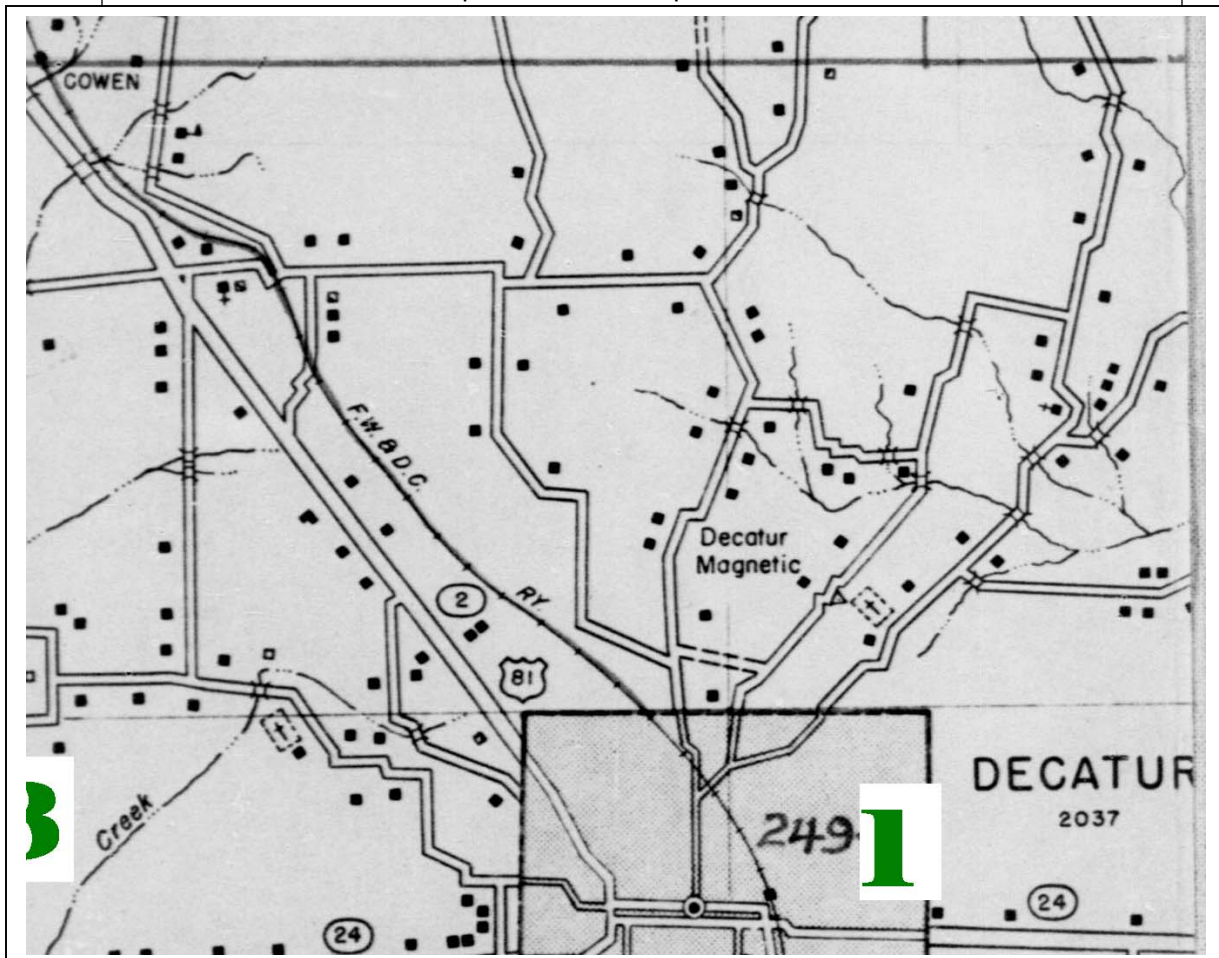 COWEN
F.W. & D.C.
RY.
2
81
Decatur
Magnetic
DECATUR
2037
249-
1
3
Creek
24
24